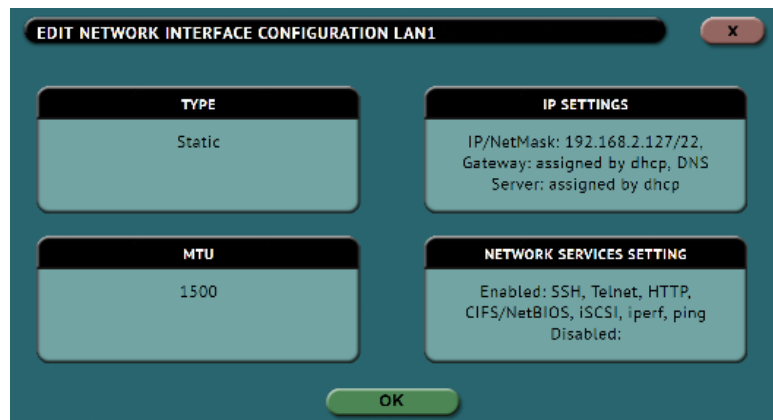 EDIT NETWORK INTERFACE CONFIGURATION LAN1
X
TYPE
Static
IP SETTINGS
IP/NetMask: 192.168.2.127/22,
Gateway: assigned by dhcp, DNS
Server: assigned by dhcp
MTU
1500
NETWORK SERVICES SETTING
Enabled: SSH, Telnet, HTTP,
CIFS/NetBIOS, iSCSI, iperf, ping
Disabled:
OK